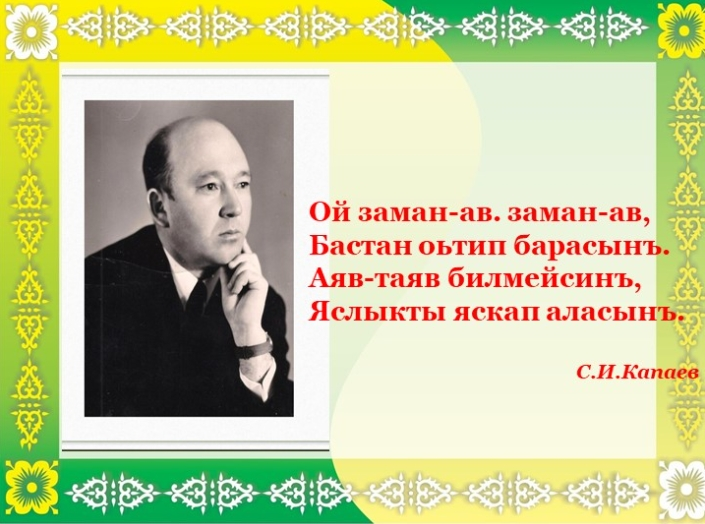 Ой заман-ав. заман-ав,
Бастан оьтип барасынъ.
Аяв-таяв билмейсинъ,
Яслыкты яскап аласынъ.
С.И.Капаев